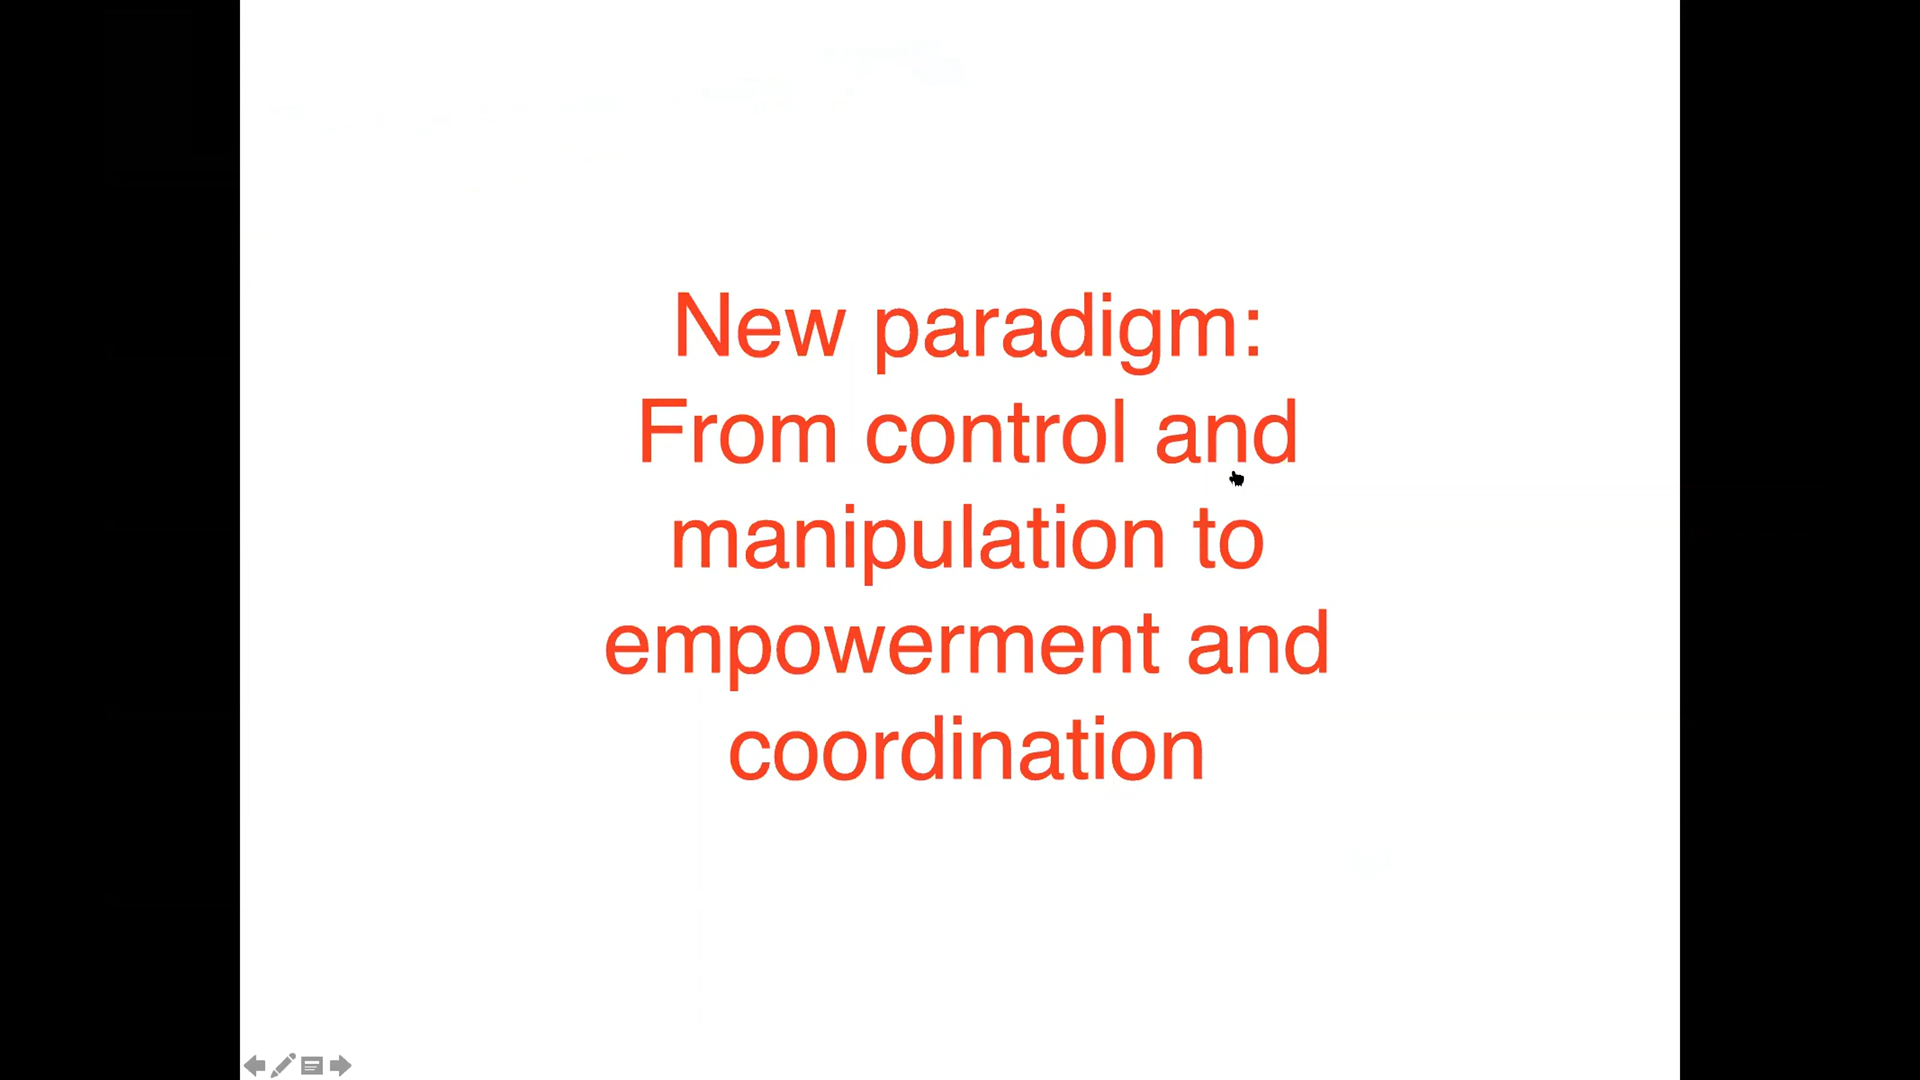 New paradigm:
From control and
manipulation to
empowerment and
coordination